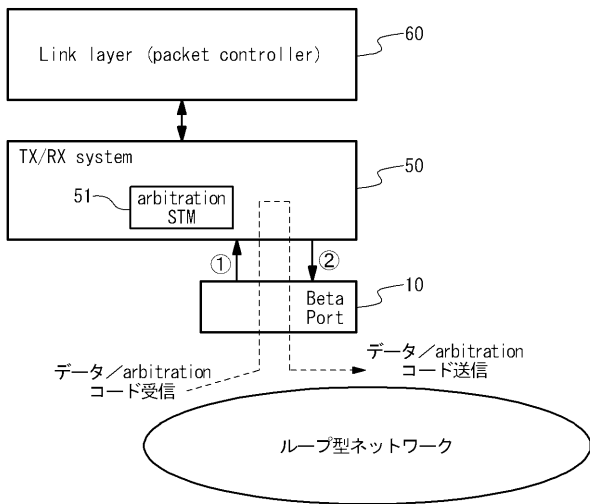 Link layer (packet controller)
60
TX/RX system
50
51
arbitration
STM
①
②
Beta
Port
10
データ／arbitration
コード受信
データ／arbitration
コード送信
ループ型ネットワーク